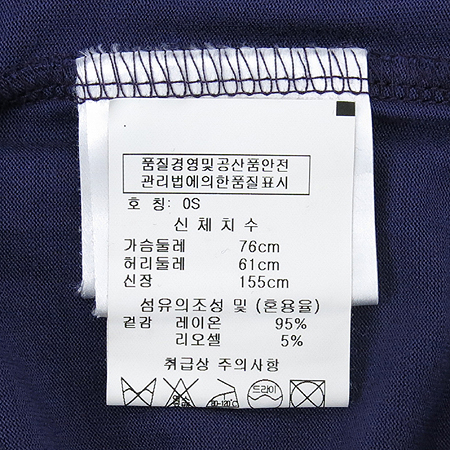 품질경영및공산품안전
관리법에의한품질표시
호 칭: 0S
신체치수
가슴둘레 76cm
허리둘레 61cm
신장 155cm
섬유의조성 및 (혼용율)
겉감 레이온 95%
리오셀 5%
취급상 주의사항
80-120℃ 드라이